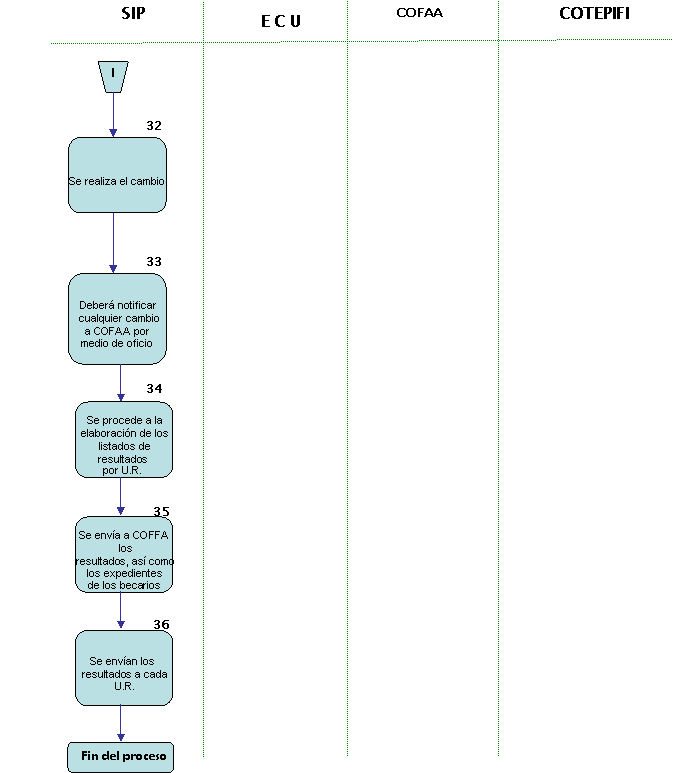 SIP
E C U
COFAA
COTEPIFI
I
32
Se realiza el cambio
33
Deberá notificar
cualquier cambio
a COFAA por
medio de oficio
34
Se procede a la
elaboración de los
listados de
resultados
por U.R.
35
Se envía a COFFA
los
resultados, así como
los expedientes
de los becarios
36
Se envían los
resultados a cada
U.R.
Fin del proceso